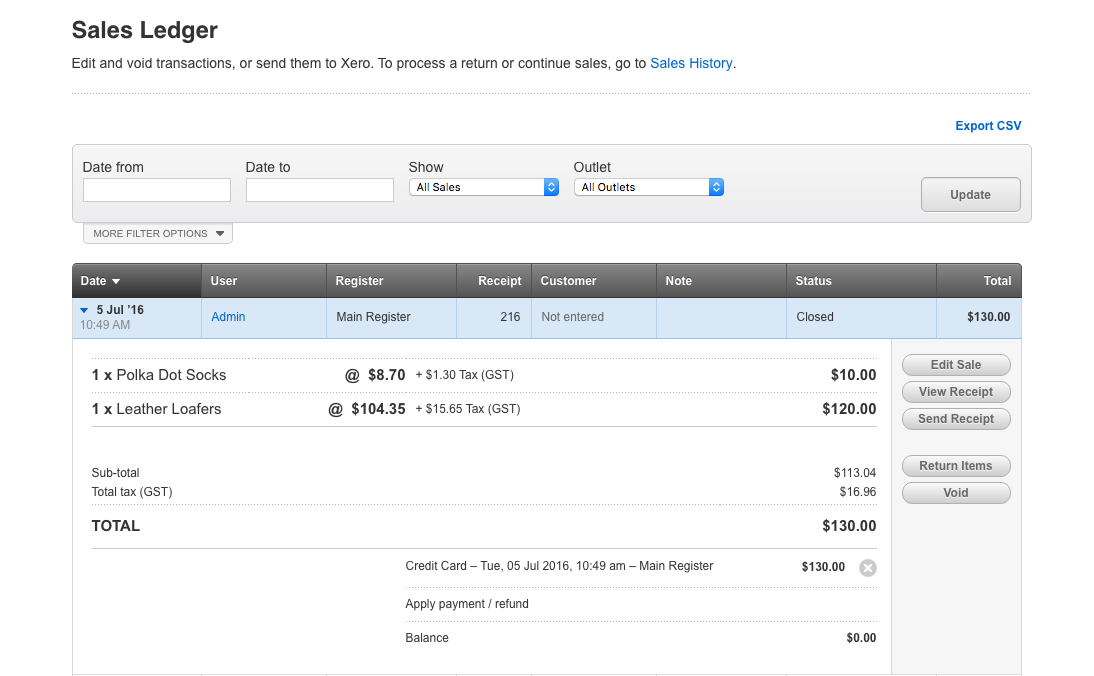 Sales Ledger
Edit and void transactions, or send them to Xero. To process a return or continue sales, go to Sales History.
Export CSV
Date from Date to Show Outlet
All Sales All Outlets
Update
MORE FILTER OPTIONS
Date User Register Receipt Customer Note Status Total
5 Jul ’16
10:49 AM
Admin Main Register 216 Not entered Closed $130.00
1 x Polka Dot Socks @ $8.70 + $1.30 Tax (GST) $10.00
1 x Leather Loafers @ $104.35 + $15.65 Tax (GST) $120.00
Sub-total $113.04
Total tax (GST) $16.96
TOTAL $130.00
Credit Card – Tue, 05 Jul 2016, 10:49 am – Main Register $130.00
Apply payment / refund
Balance $0.00
Edit Sale
View Receipt
Send Receipt
Return Items
Void